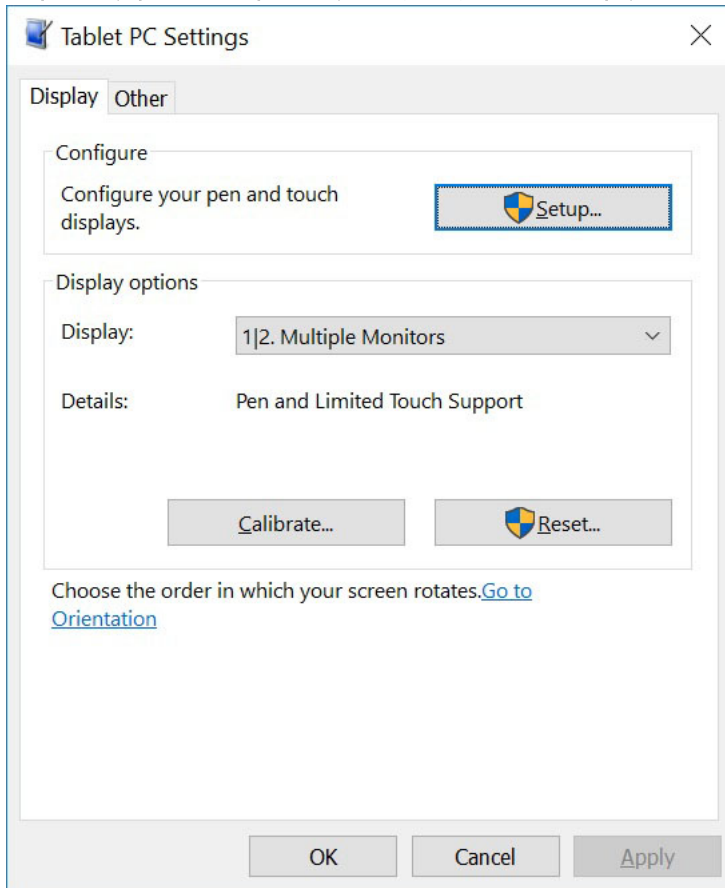 Tablet PC Settings
Display Other
Configure
Configure your pen and touch
displays.
Setup...
Display options
Display:
1|2. Multiple Monitors
Details:
Pen and Limited Touch Support
Calibrate...
Reset...
Choose the order in which your screen rotates.Go to
Orientation
OK
Cancel
Apply